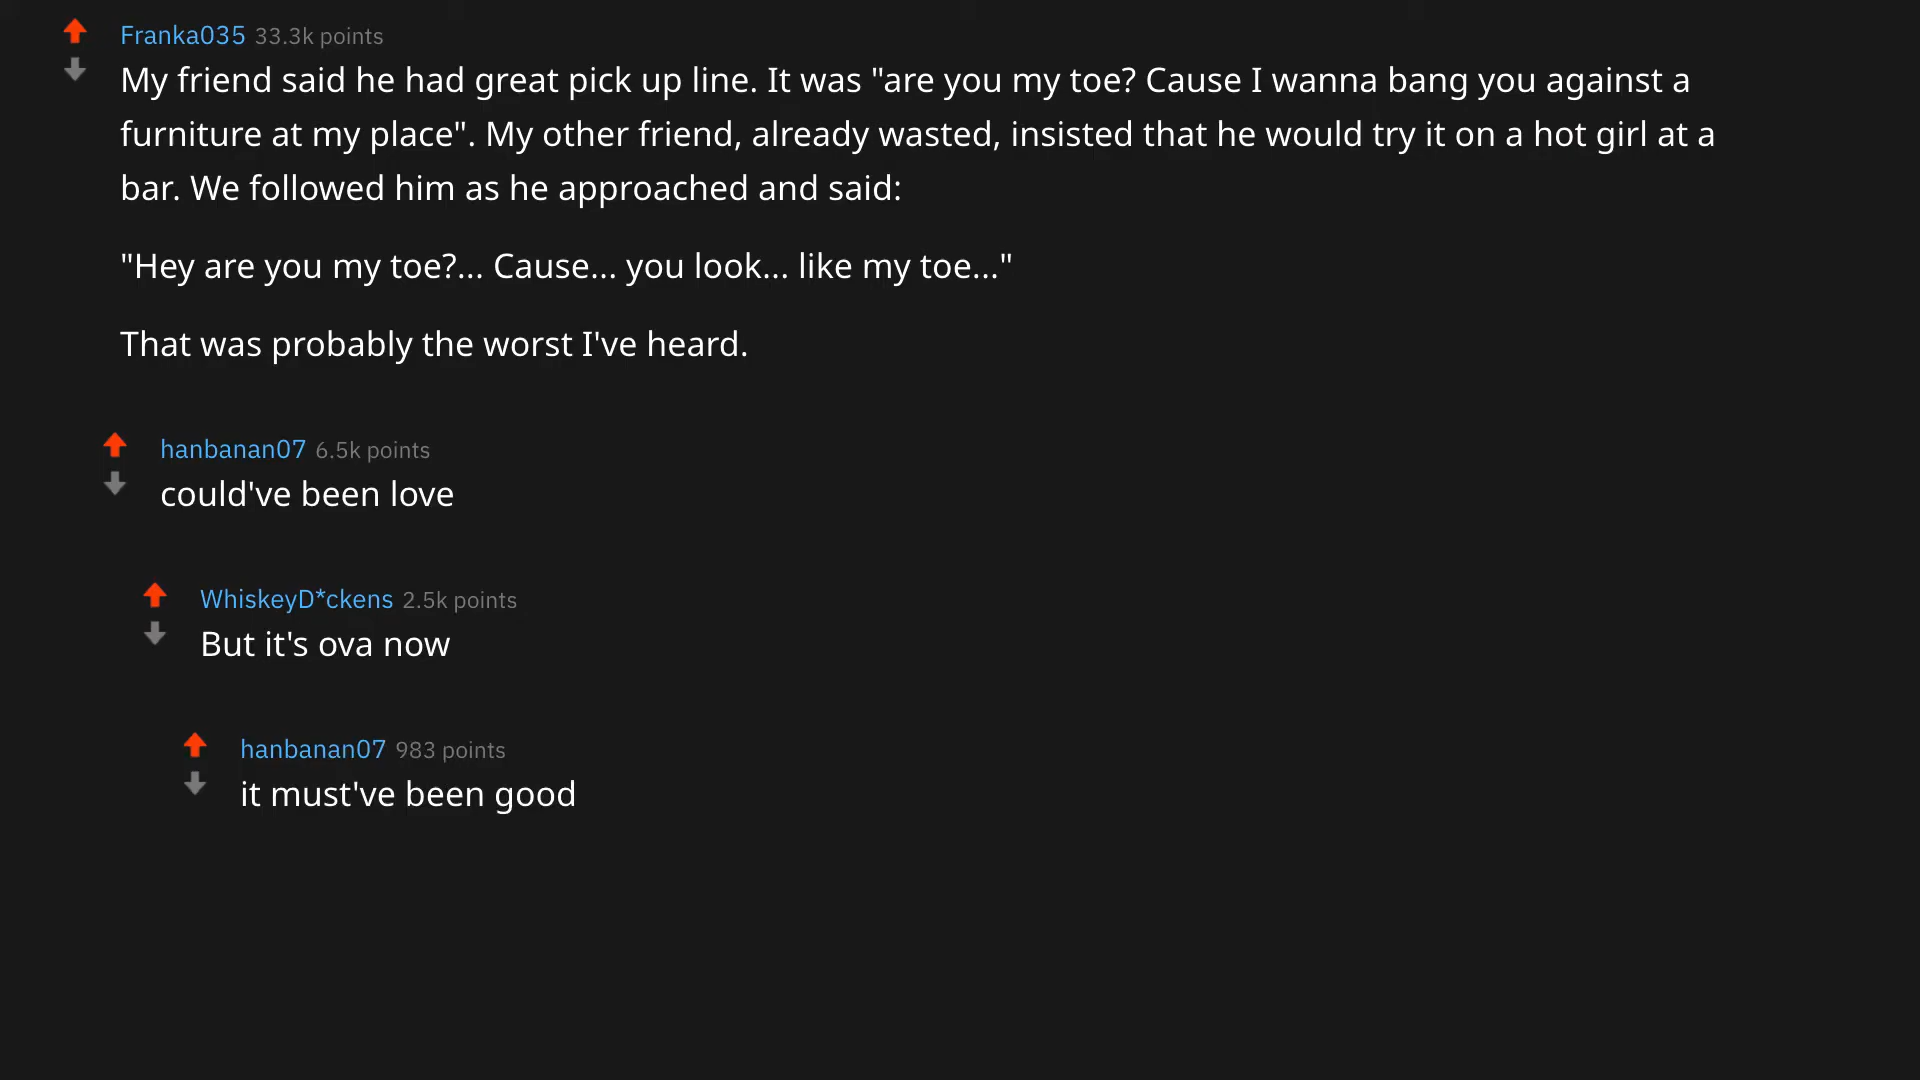 Franka035 33.3k points
My friend said he had great pick up line. It was "are you my toe? Cause I wanna bang you against a
furniture at my place". My other friend, already wasted, insisted that he would try it on a hot girl at a
bar. We followed him as he approached and said:
"Hey are you my toe?... Cause... you look... like my toe..."
That was probably the worst I've heard.
hanbanan07 6.5k points
could've been love
WhiskeyD*ckens 2.5k points
But it's ova now
hanbanan07 983 points
it must've been good